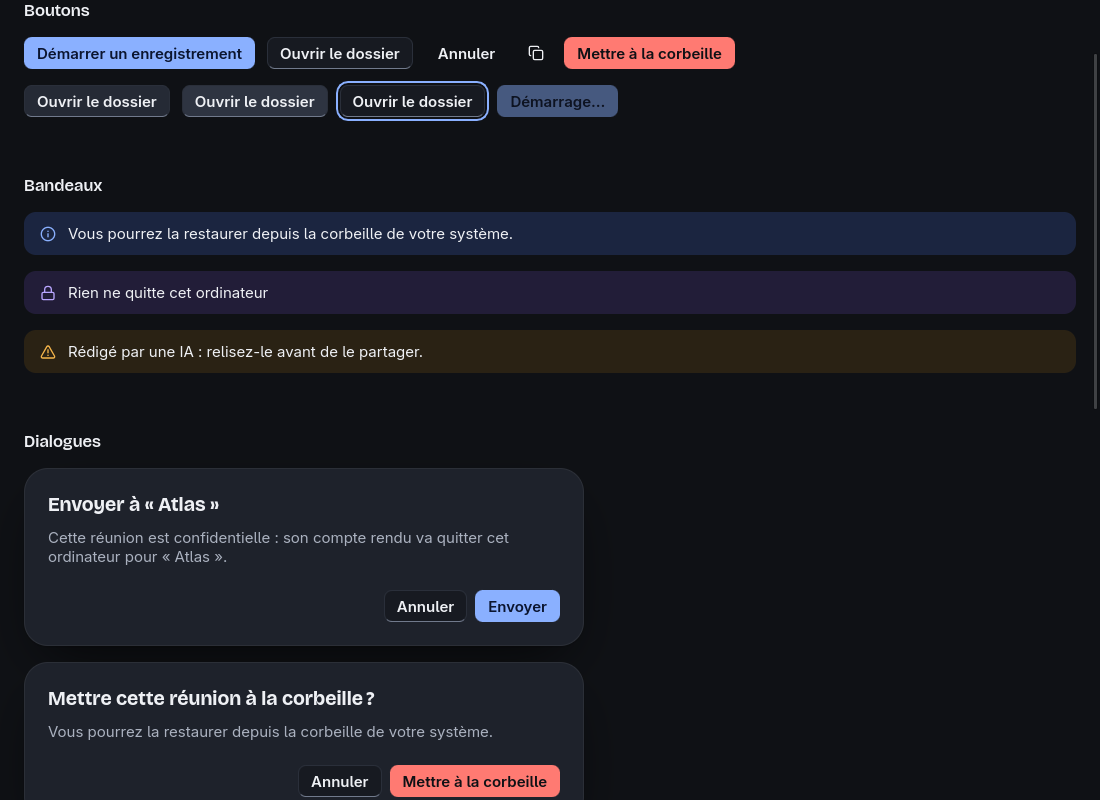 Boutons
Démarrer un enregistrement
Ouvrir le dossier
Annuler
Mettre à la corbeille
Ouvrir le dossier
Ouvrir le dossier
Ouvrir le dossier
Démarrage…
Bandeaux
Vous pourrez la restaurer depuis la corbeille de votre système.
Rien ne quitte cet ordinateur
Rédigé par une IA : relisez-le avant de le partager.
Dialogues
Envoyer à « Atlas »
Cette réunion est confidentielle : son compte rendu va quitter cet
ordinateur pour « Atlas ».
Annuler
Envoyer
Mettre cette réunion à la corbeille ?
Vous pourrez la restaurer depuis la corbeille de votre système.
Annuler
Mettre à la corbeille